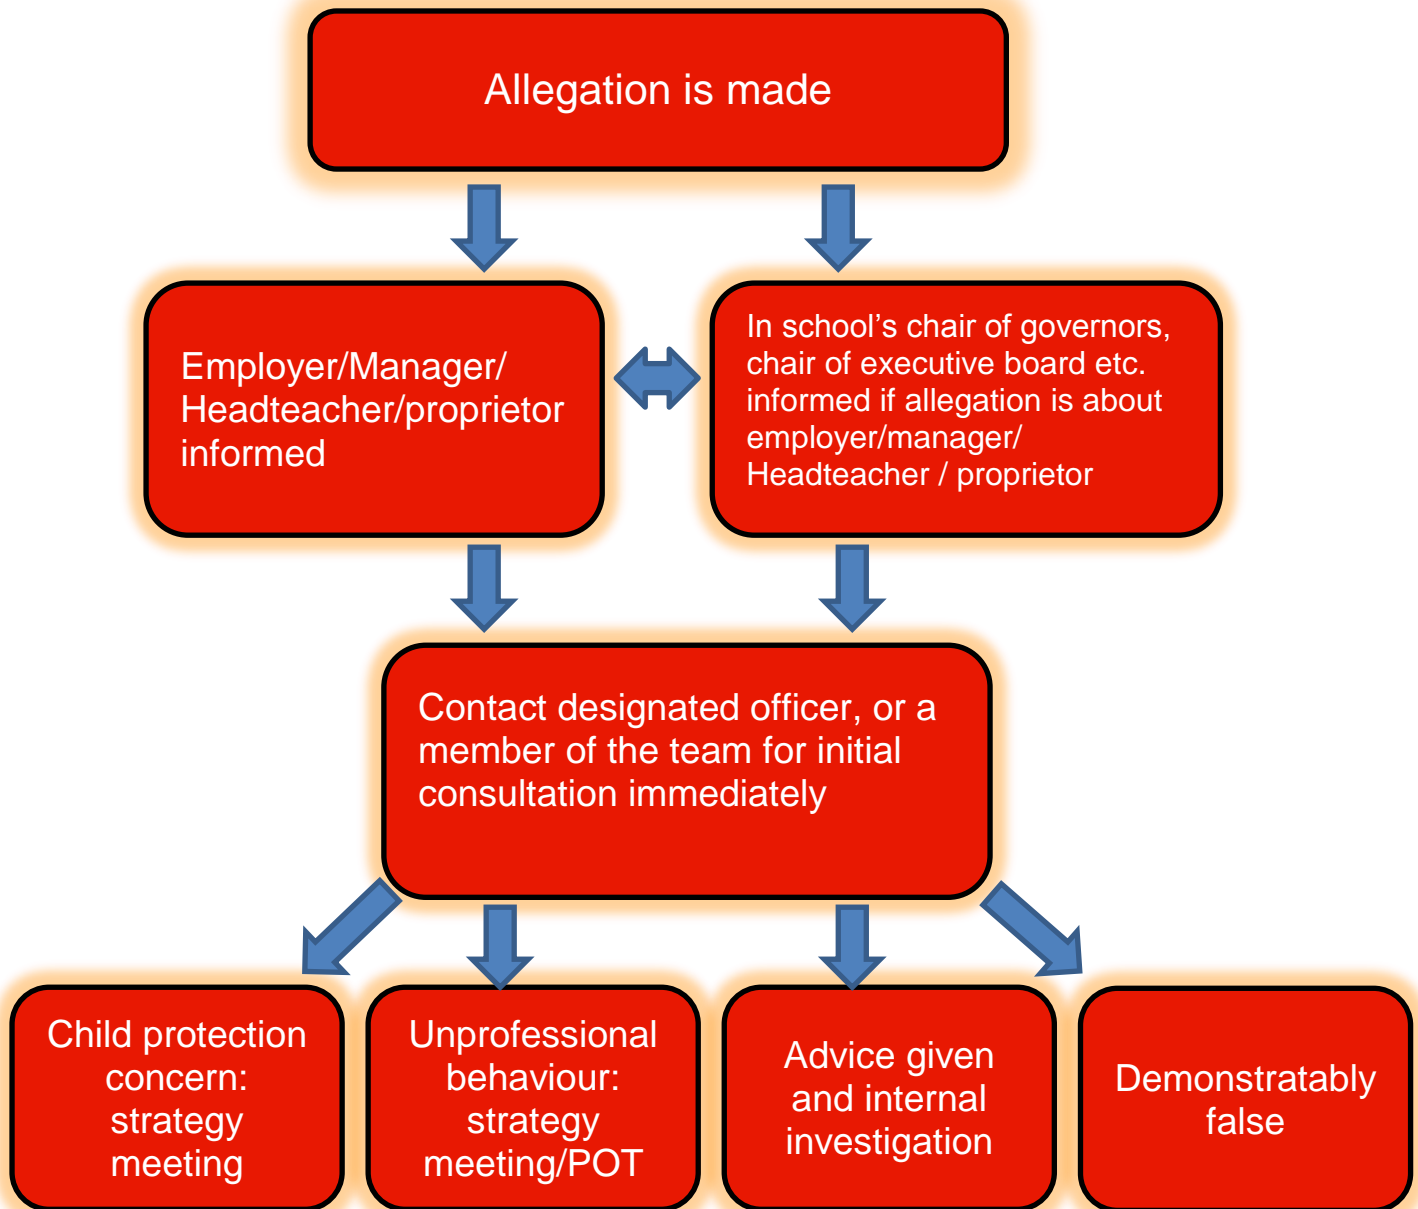 Allegation is made
Employer/Manager/
Headteacher/proprietor
informed
In school’s chair of governors,
chair of executive board etc.
informed if allegation is about
employer/manager/
Headteacher / proprietor
Contact designated officer, or a
member of the team for initial
consultation immediately
Child protection
concern:
strategy
meeting
Unprofessional
behaviour:
strategy
meeting/POT
Advice given
and internal
investigation
Demonstratably
false